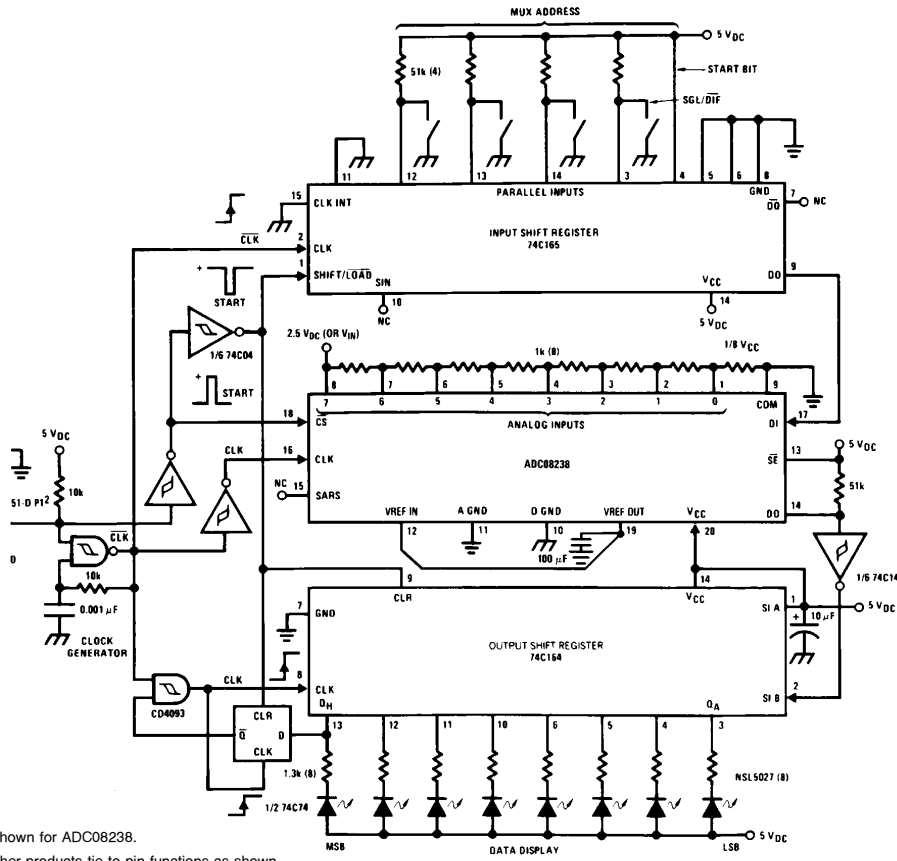 MUX ADDRESS
5 VDC
51k (4)
START BIT
SGL/DIF
11 12 13 14 3 4 5 6 8
15 CLK INT
PARALLEL INPUTS
GND
7
DQ
NC
CLK
2
CLK
INPUT SHIFT REGISTER
74C165
1
SHIFT/LOAD
DO
9
+
START
SIN
10
NC
VCC
14
5 VDC
1/6 74C04
2.5 VDC (OR VIN)
1k (8)
1/8 VCC
+
START
8 7 6 5 4 3 2 1 9
7 6 5 4 3 2 1 0
COM
18
CS
ANALOG INPUTS
DI
17
5 VDC
CLK
16
CLK
ADC08238
SE
13
5 VDC
51k
NC
15
SARS
DO
14
10k
51-D P1²
VREF IN
12
A GND
11
D GND
10
VREF OUT
19
VCC
20
CLK
100 µF
1/6 74C14
D
10k
0.001 µF
CLOCK
GENERATOR
9
CLR
14
VCC
7
GND
SI A
1
5 VDC
+
10 µF
OUTPUT SHIFT REGISTER
74C164
CLK
8
CLK
SI B
2
CD4093
QH
QA
CLR
Q
D
CLK
13 12 11 10 6 5 4 3
1.3k (8)
NSL5027 (8)
1/2 74C74
MSB
DATA DISPLAY
LSB
5 VDC
hown for ADC08238.
her products tie to pin functions as shown